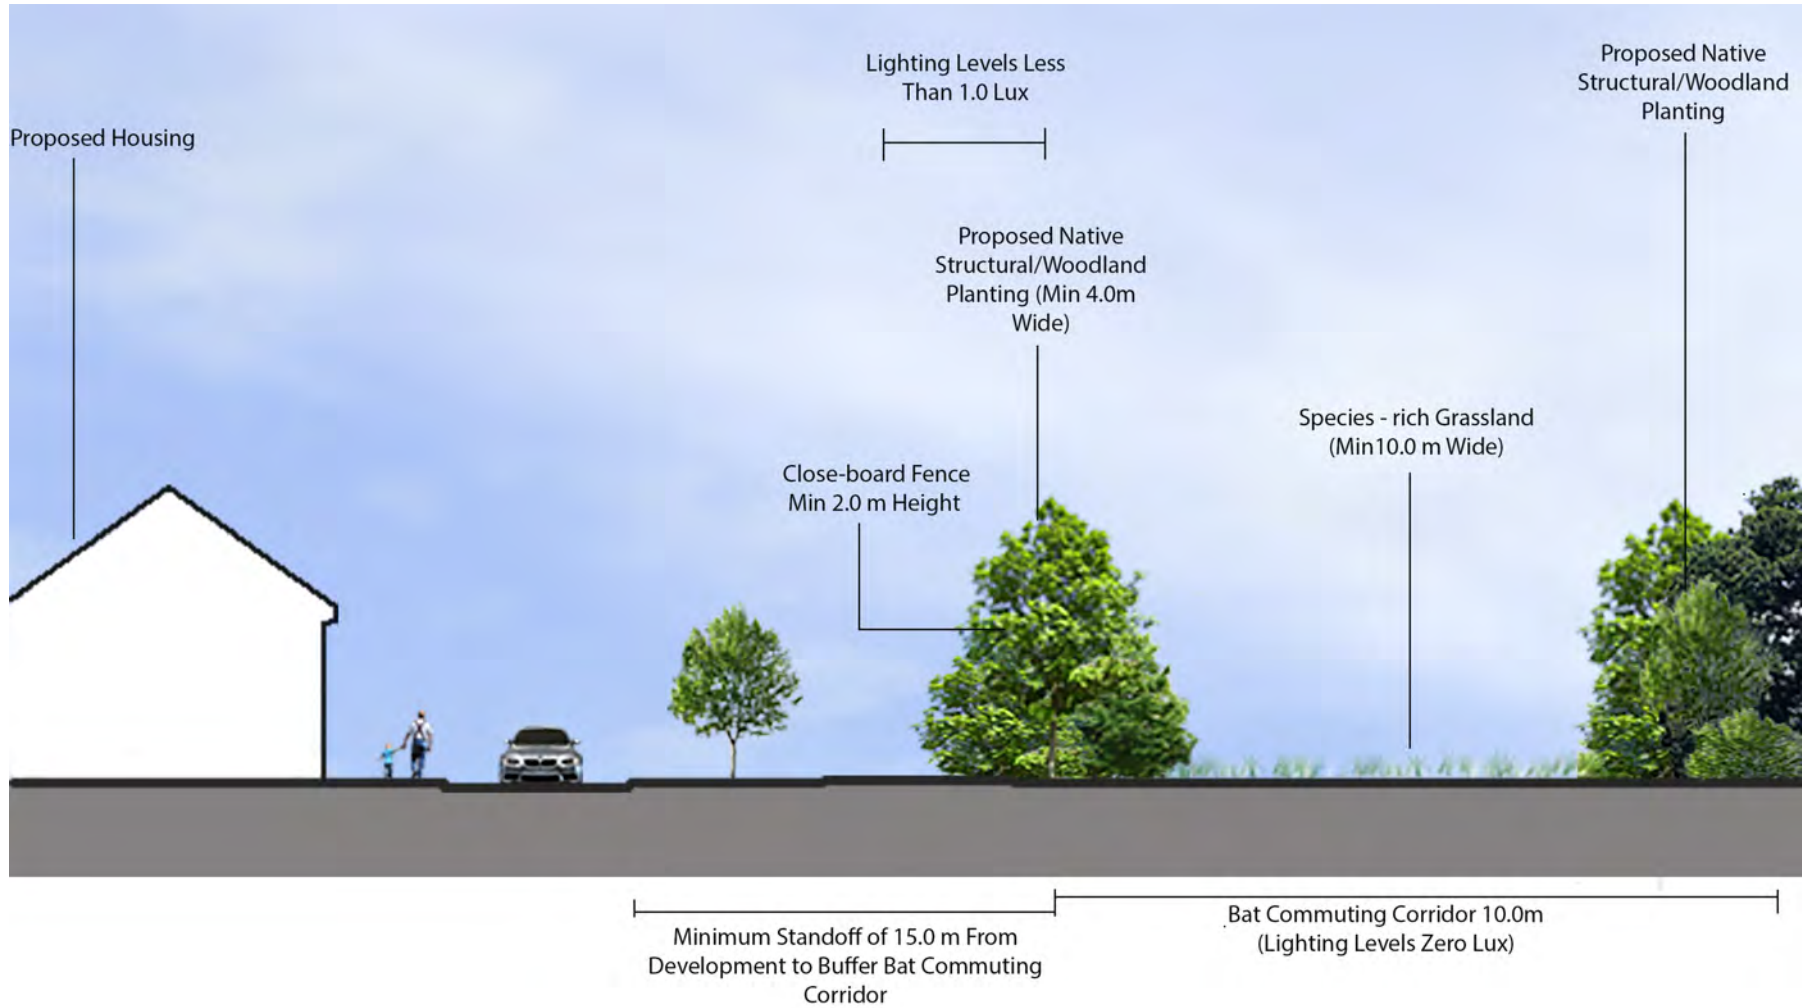 Proposed Housing
Lighting Levels Less
Than 1.0 Lux
Proposed Native
Structural/Woodland
Planting
Proposed Native
Structural/Woodland
Planting (Min 4.0m
Wide)
Species - rich Grassland
(Min10.0 m Wide)
Close-board Fence
Min 2.0 m Height
Minimum Standoff of 15.0 m From
Development to Buffer Bat Commuting
Corridor
Bat Commuting Corridor 10.0m
(Lighting Levels Zero Lux)